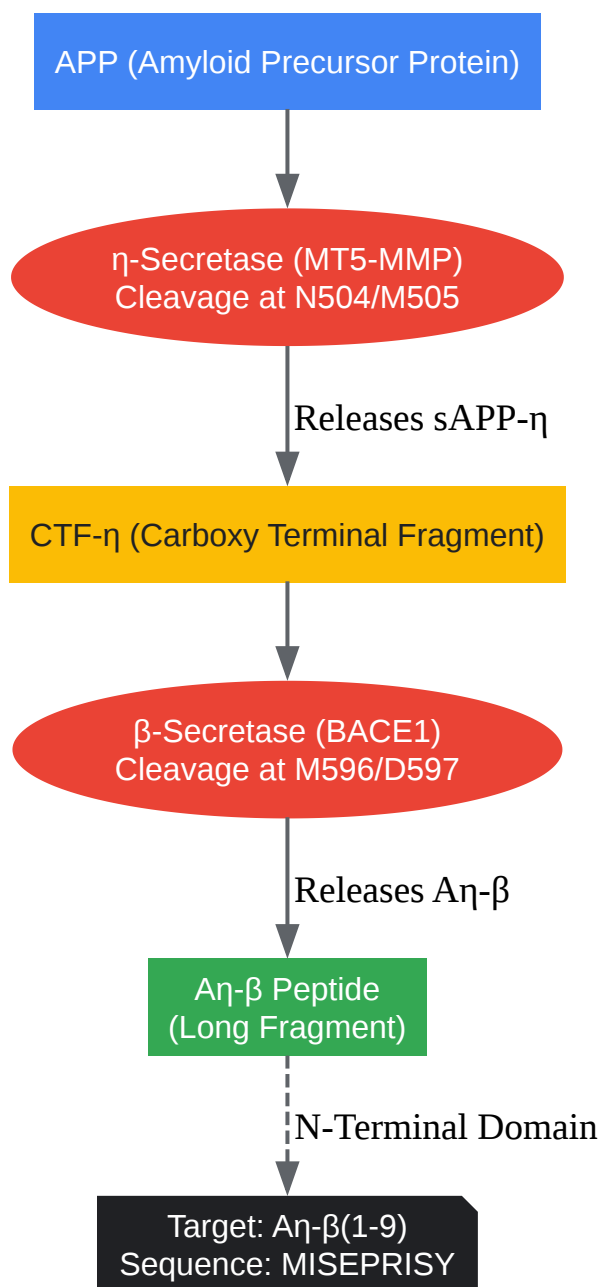 APP (Amyloid Precursor Protein)
η-Secretase (MT5-MMP)
Cleavage at N504/M505
Releases sAPP-η
CTF-η (Carboxy Terminal Fragment)
β-Secretase (BACE1)
Cleavage at M596/D597
Releases Aη-β
Aη-β Peptide
(Long Fragment)
N-Terminal Domain
Target: Aη-β(1-9)
Sequence: MISEPRISY